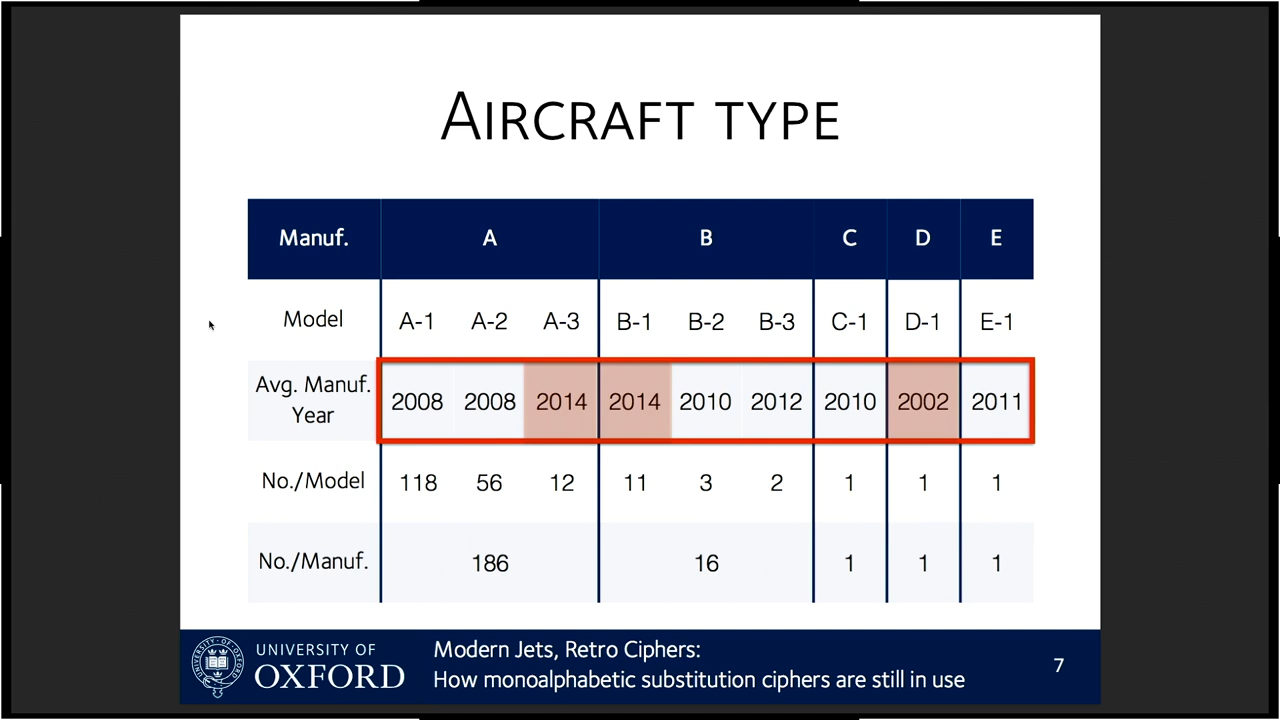 AIRCRAFT TYPE
Manuf. A B C D E
Model A-1 A-2 A-3 B-1 B-2 B-3 C-1 D-1 E-1
Avg. Manuf.
Year 2008 2008 2014 2014 2010 2012 2010 2002 2011
No./Model 118 56 12 11 3 2 1 1 1
No./Manuf. 186 16 1 1 1
UNIVERSITY OF
OXFORD
Modern Jets, Retro Ciphers:
How monoalphabetic substitution ciphers are still in use
7